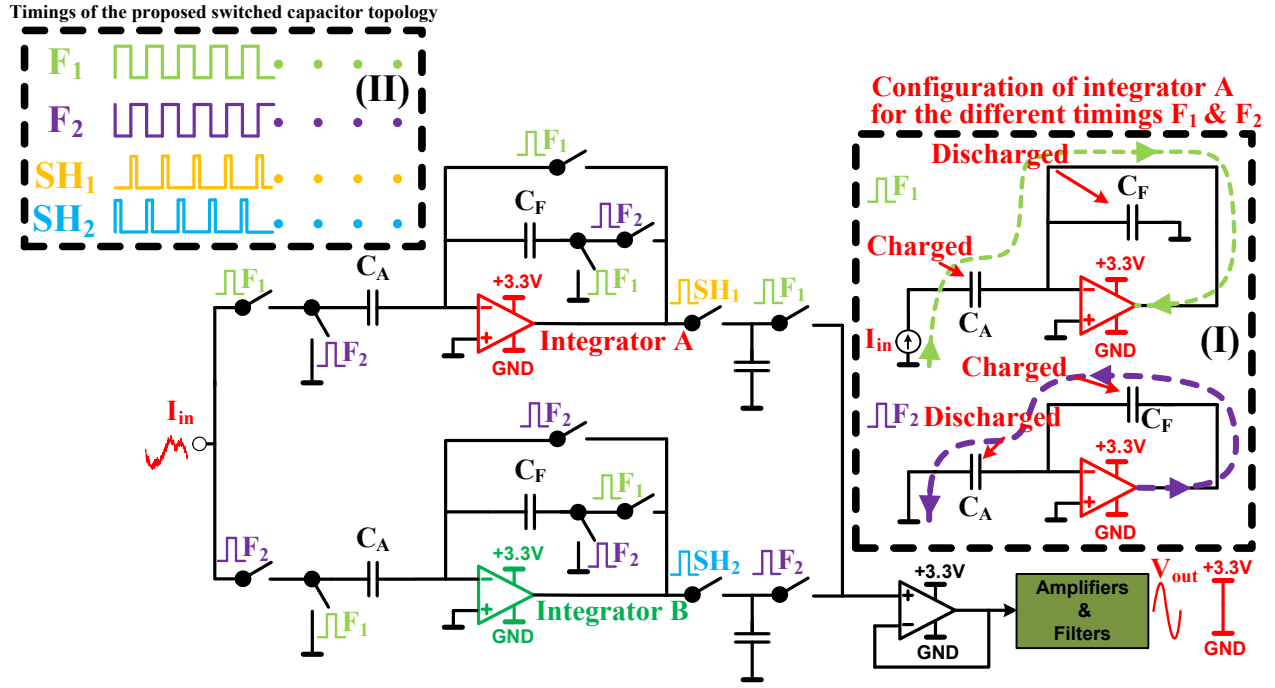 Timings of the proposed switched capacitor topology
F1
F2
SH1
SH2
(II)
Configuration of integrator A
for the different timings F1 & F2
Discharged
F1
CF
Charged
+3.3V
CA
Iin
GND
(I)
Charged
F2
Discharged
CF
+3.3V
CA
GND
F1
CF
F2
F1
CA
F1
+3.3V
SH1
F1
F2
Integrator A
GND
Iin
F2
CF
F1
F2
CA
F2
+3.3V
SH2
F2
F1
Integrator B
GND
+3.3V
GND
Amplifiers
&
Filters
Vout
+3.3V
GND